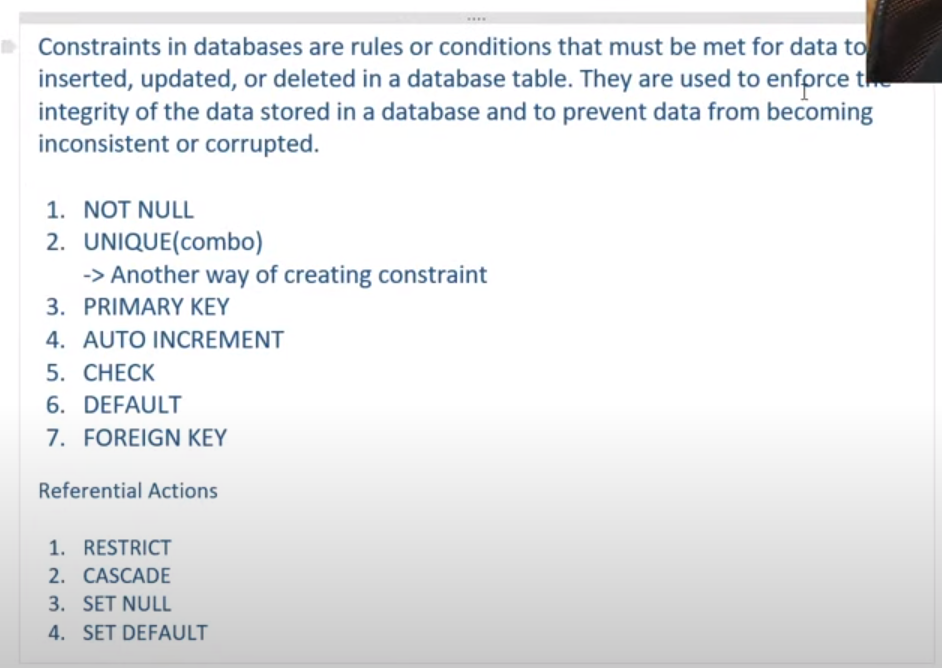 Constraints in databases are rules or conditions that must be met for data to
inserted, updated, or deleted in a database table. They are used to enforce the
integrity of the data stored in a database and to prevent data from becoming
inconsistent or corrupted.
1. NOT NULL
2. UNIQUE(combo)
-> Another way of creating constraint
3. PRIMARY KEY
4. AUTO INCREMENT
5. CHECK
6. DEFAULT
7. FOREIGN KEY
Referential Actions
1. RESTRICT
2. CASCADE
3. SET NULL
4. SET DEFAULT